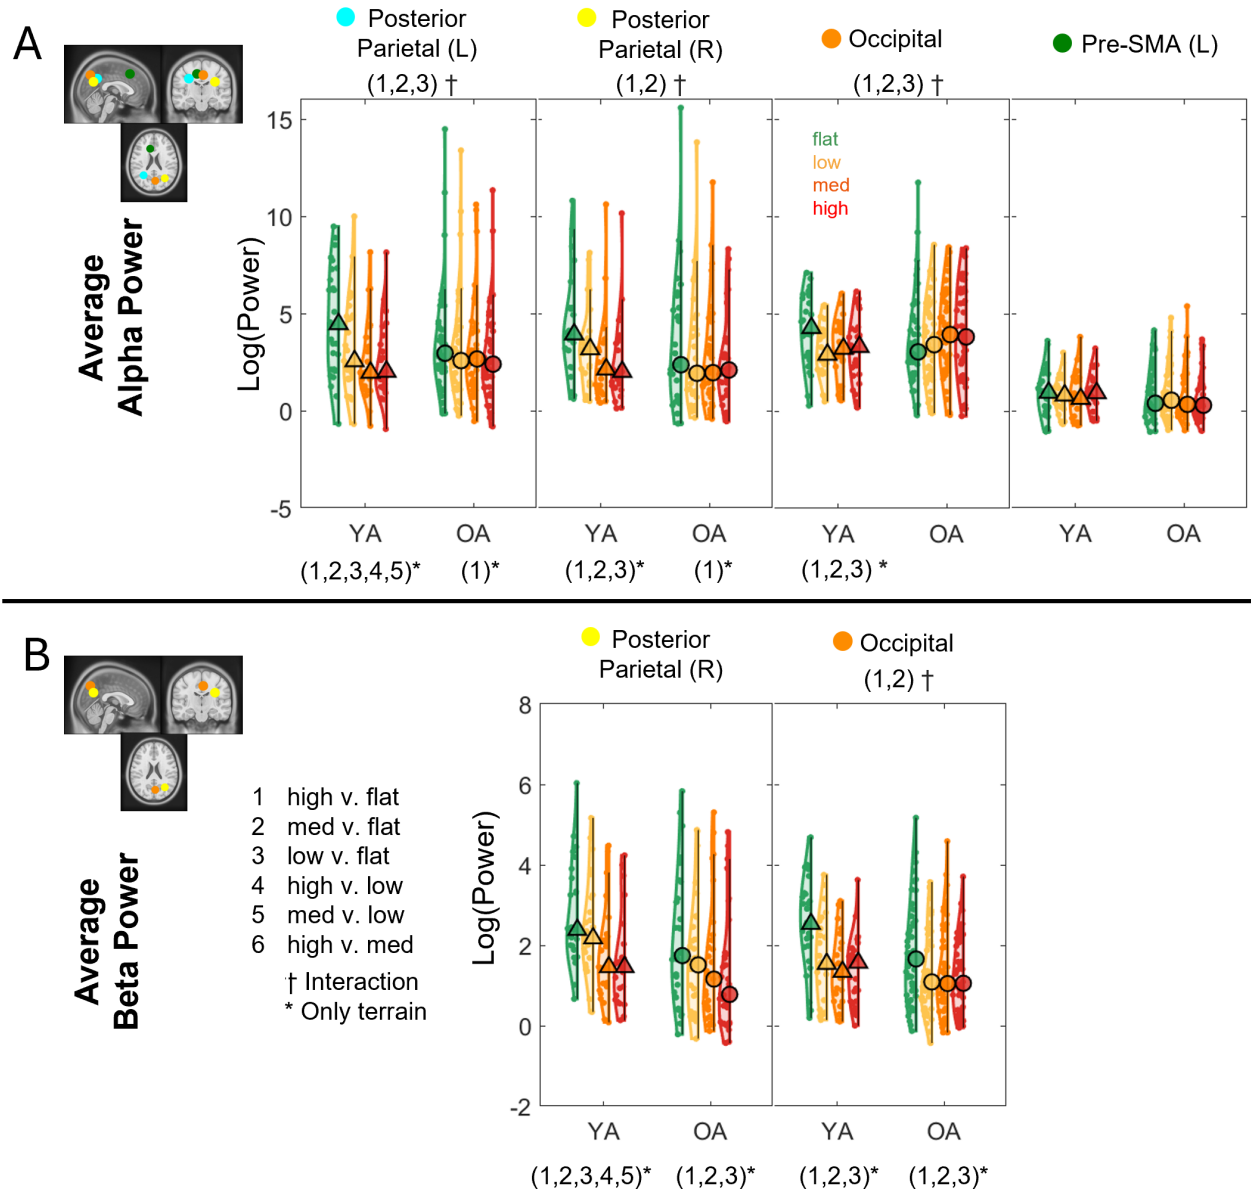 A
Posterior
Parietal (L)
(1,2,3) †
Posterior
Parietal (R)
(1,2) †
Occipital
(1,2,3) †
Pre-SMA (L)
Average
Alpha Power
Log(Power)
15
10
5
0
-5
flat
low
med
high
YA OA YA OA YA OA YA OA
(1,2,3,4,5)* (1)* (1,2,3)* (1)* (1,2,3) *
B
Posterior
Parietal (R)
Occipital
(1,2) †
Average
Beta Power
1 high v. flat
2 med v. flat
3 low v. flat
4 high v. low
5 med v. low
6 high v. med
† Interaction
* Only terrain
Log(Power)
8
6
4
2
0
-2
YA OA YA OA
(1,2,3,4,5)* (1,2,3)* (1,2,3)* (1,2,3)*